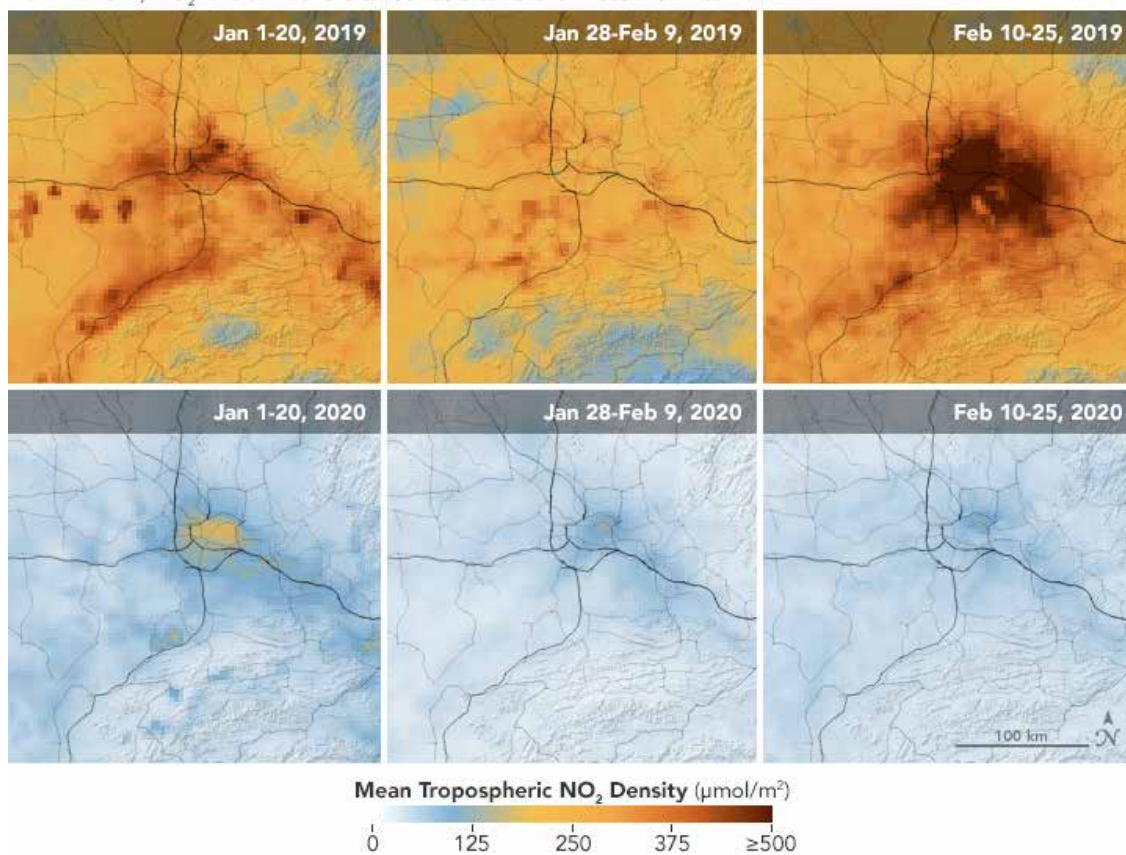 Jan 1-20, 2019
Jan 28-Feb 9, 2019
Feb 10-25, 2019
Jan 1-20, 2020
Jan 28-Feb 9, 2020
Feb 10-25, 2020
100 km
N
Mean Tropospheric NO₂ Density (µmol/m²)
0 125 250 375 ≥500